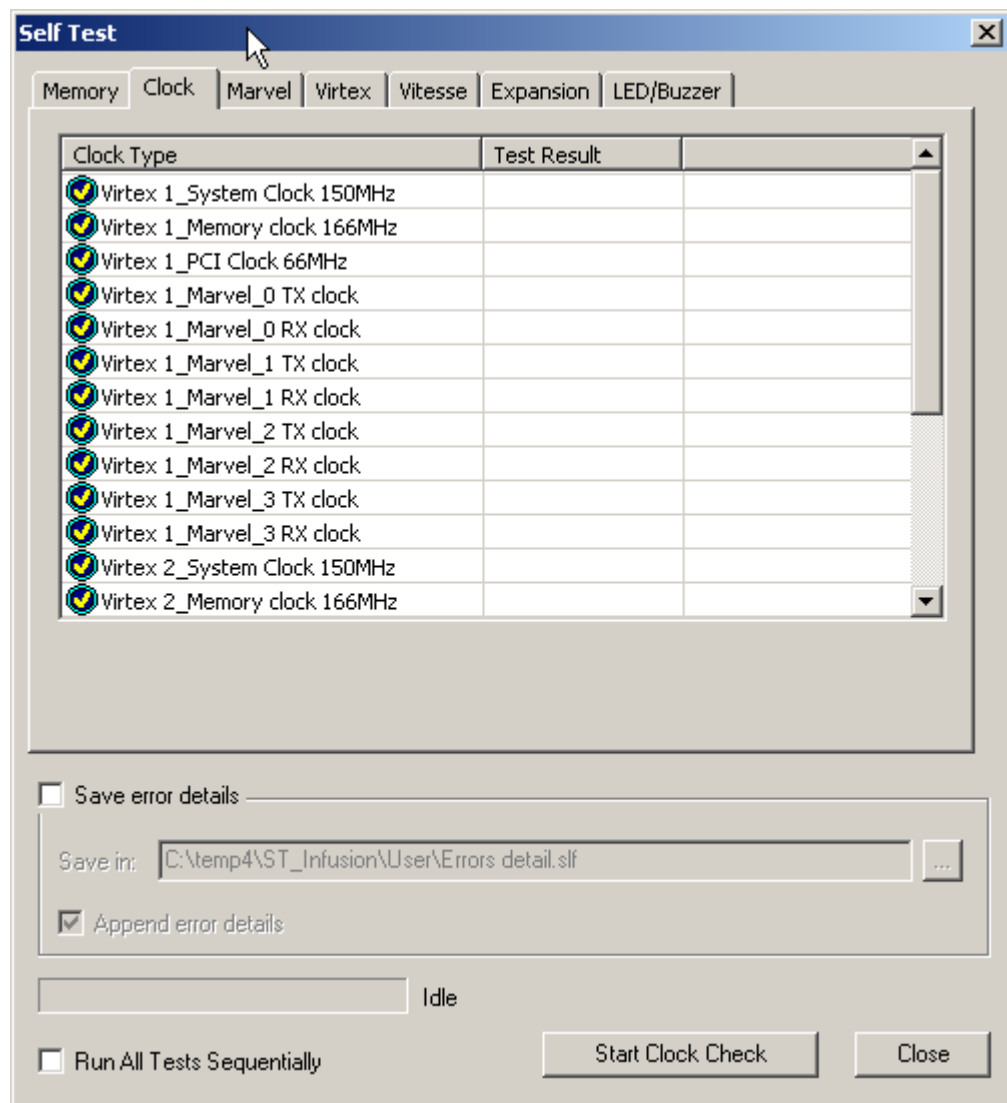 Self Test
Memory Clock Marvel Virtex Vitesse Expansion LED/Buzzer
Clock Type Test Result
Virtex 1_System Clock 150MHz
Virtex 1_Memory clock 166MHz
Virtex 1_PCI Clock 66MHz
Virtex 1_Marvel_0 TX clock
Virtex 1_Marvel_0 RX clock
Virtex 1_Marvel_1 TX clock
Virtex 1_Marvel_1 RX clock
Virtex 1_Marvel_2 TX clock
Virtex 1_Marvel_2 RX clock
Virtex 1_Marvel_3 TX clock
Virtex 1_Marvel_3 RX clock
Virtex 2_System Clock 150MHz
Virtex 2_Memory clock 166MHz
Save error details
Save in: C:\temp4\ST_Infusion\User\Errors detail.slf ...
Append error details
Idle
Run All Tests Sequentially Start Clock Check Close